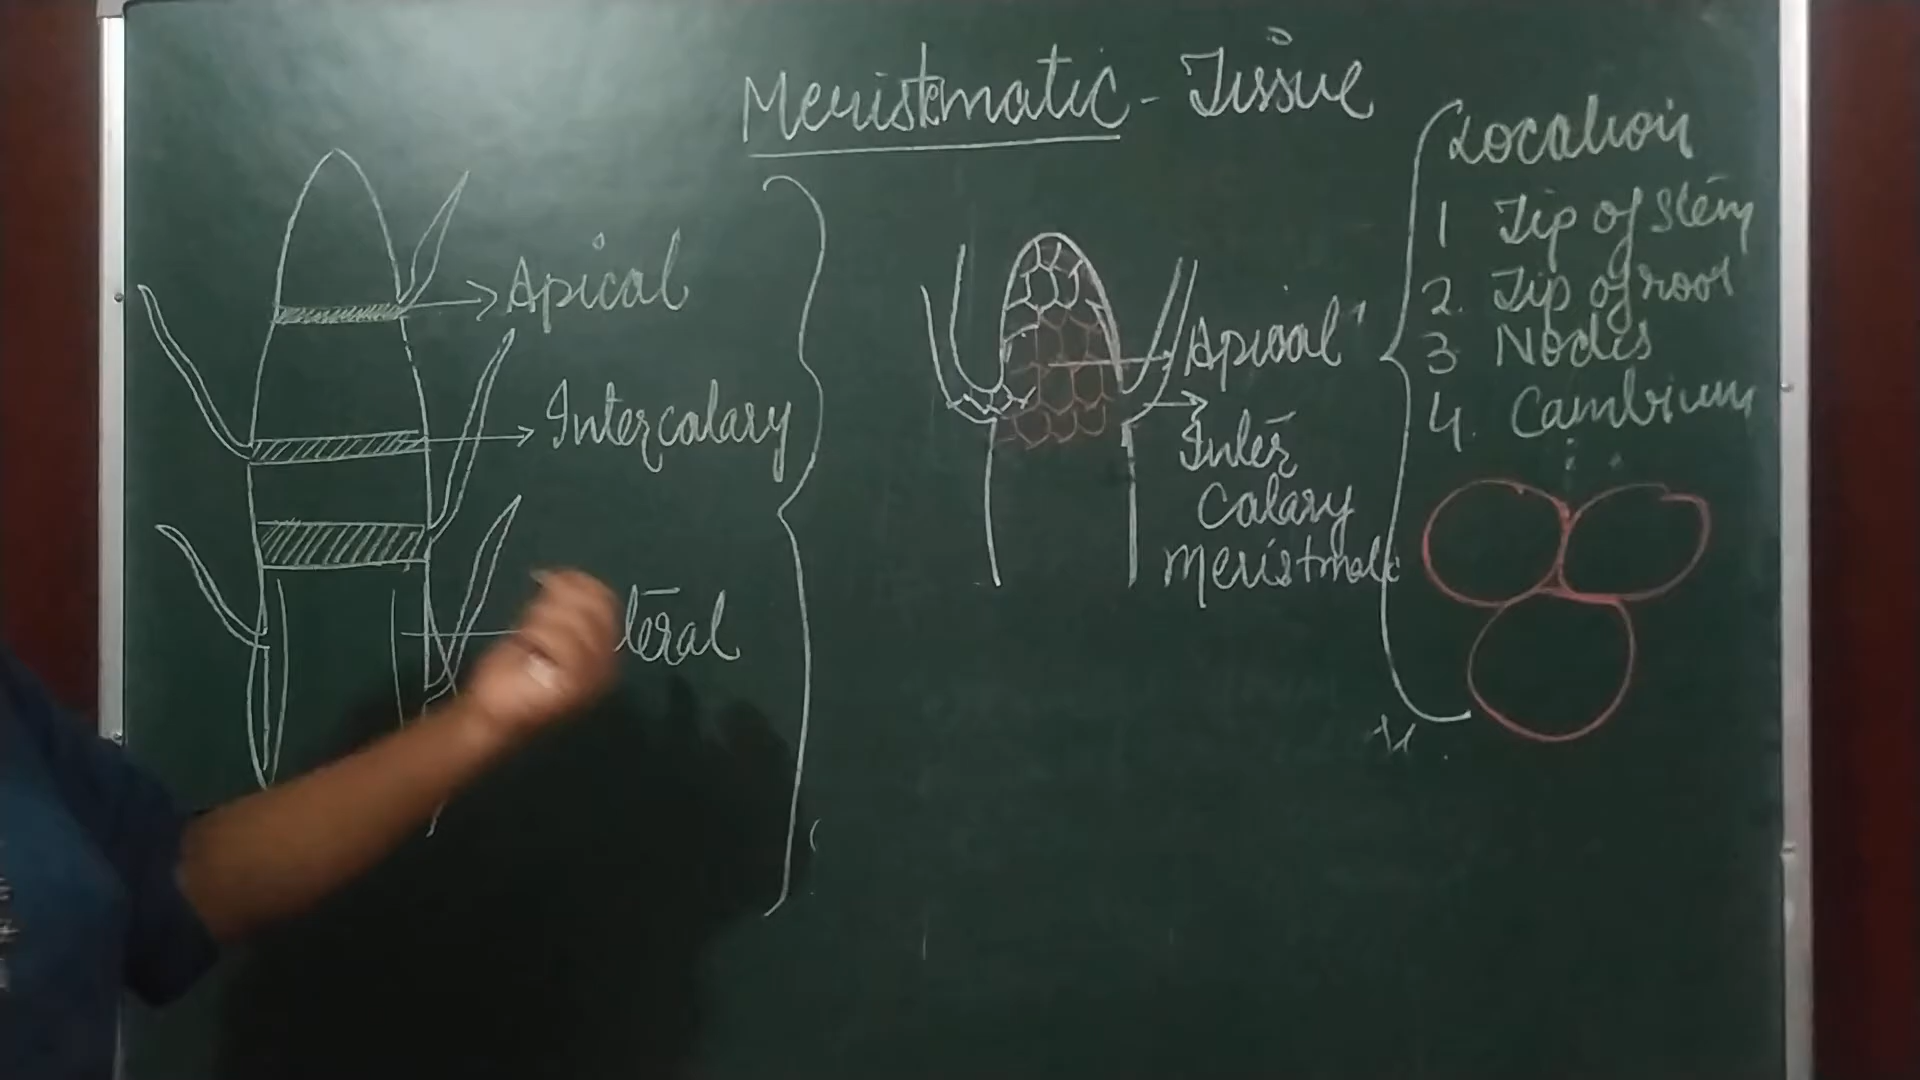 Meristematic - Tissue
Apical
Intercalary
teral
Apical
Inter
Calary
Meristmatic
Location
1 Tip of Stem
2. Tip of root
3 Nodes
4. Cambium